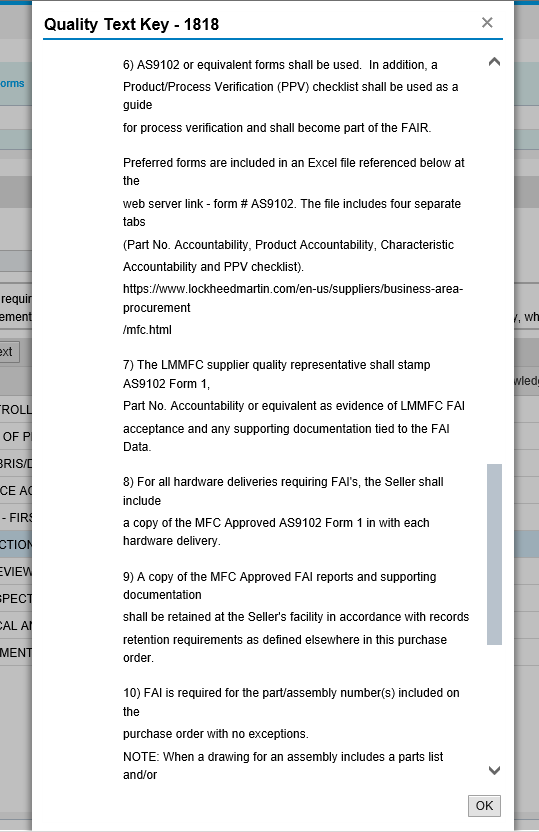 Quality Text Key - 1818
×
6) AS9102 or equivalent forms shall be used.  In addition, a
Product/Process Verification (PPV) checklist shall be used as a
guide
for process verification and shall become part of the FAIR.
Preferred forms are included in an Excel file referenced below at
the
web server link - form # AS9102. The file includes four separate
tabs
(Part No. Accountability, Product Accountability, Characteristic
Accountability and PPV checklist).
https://www.lockheedmartin.com/en-us/suppliers/business-area-
procurement
/mfc.html
7) The LMMFC supplier quality representative shall stamp
AS9102 Form 1,
Part No. Accountability or equivalent as evidence of LMMFC FAI
acceptance and any supporting documentation tied to the FAI
Data.
8) For all hardware deliveries requiring FAI's, the Seller shall
include
a copy of the MFC Approved AS9102 Form 1 in with each
hardware delivery.
9) A copy of the MFC Approved FAI reports and supporting
documentation
shall be retained at the Seller's facility in accordance with records
retention requirements as defined elsewhere in this purchase
order.
10) FAI is required for the part/assembly number(s) included on
the
purchase order with no exceptions.
NOTE: When a drawing for an assembly includes a parts list
and/or
OK
orms
requir
ement
ext
TROLL
OF P
BRIS/D
CE AC
- FIRS
CTION
EVIEW
SPECT
CAL AN
MENT
y, wh
wledg